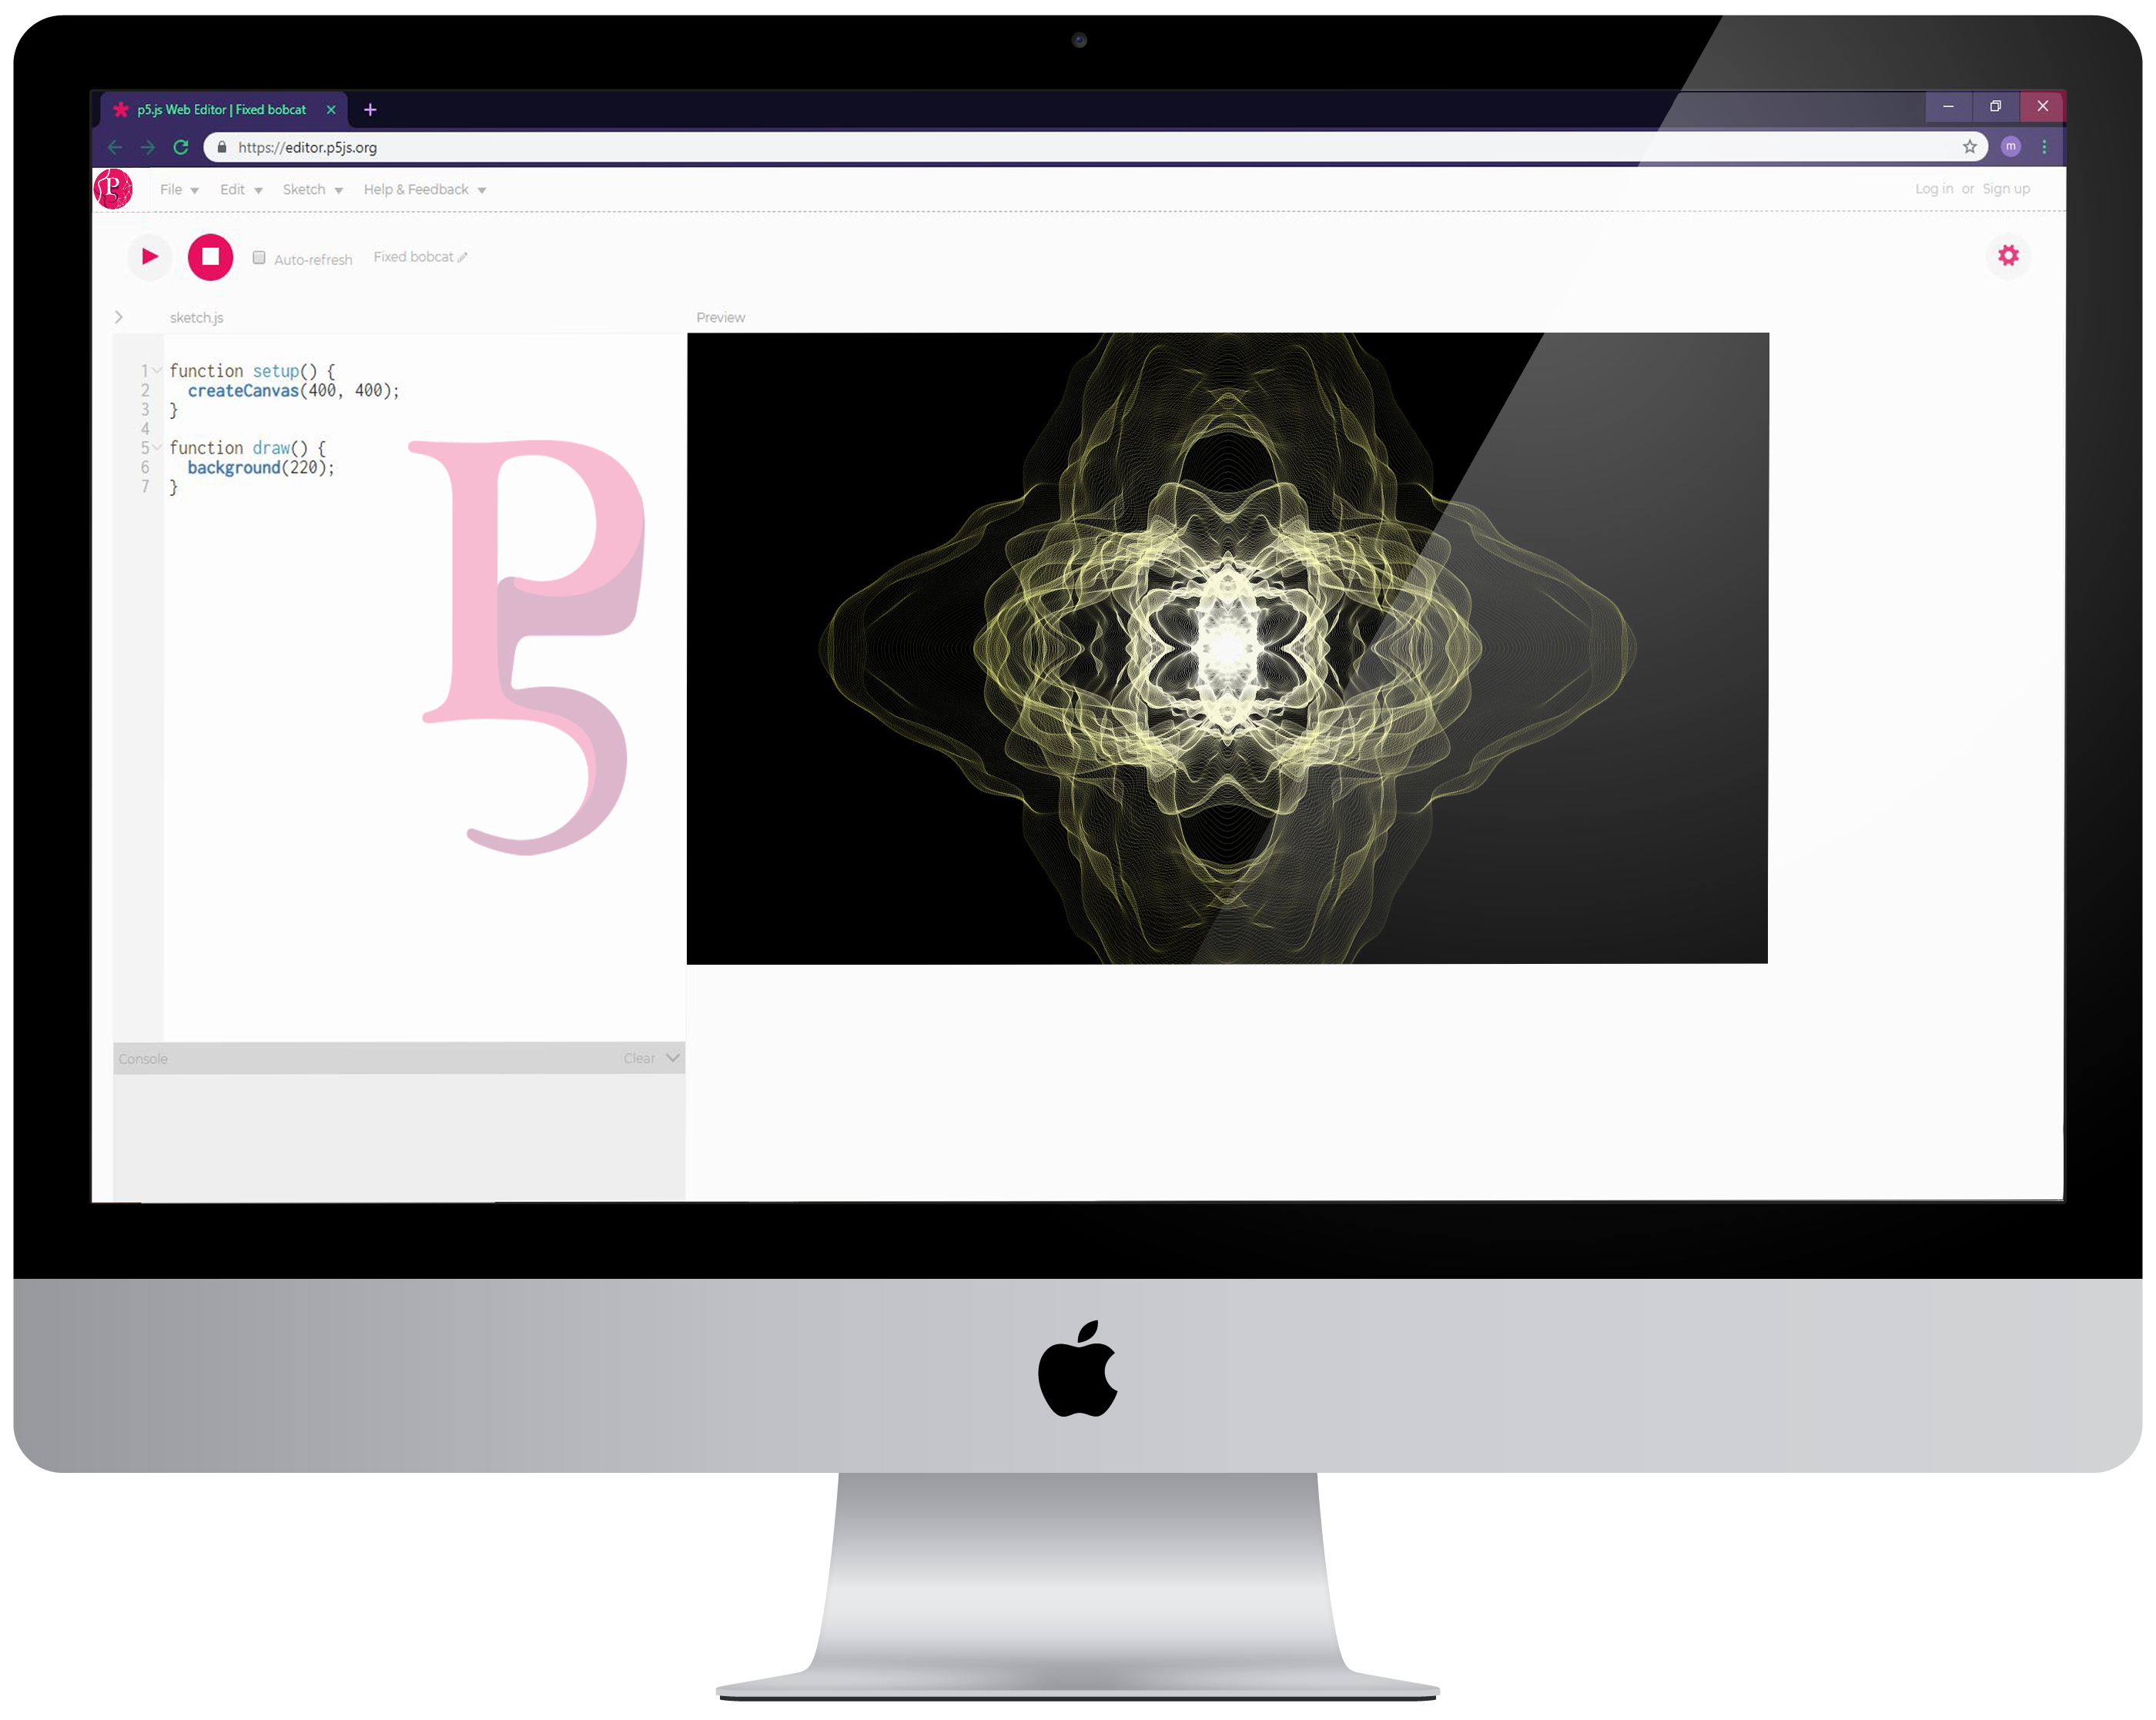 p5.js Web Editor | Fixed bobcat
https://editor.p5js.org
P5
File Edit Sketch Help & Feedback
Log in or Sign up
m
Auto-refresh Fixed bobcat
sketch.js
Preview
1 function setup() {
2 createCanvas(400, 400);
3 }
4
5 function draw() {
6 background(220);
7 }
P5
Console Clear